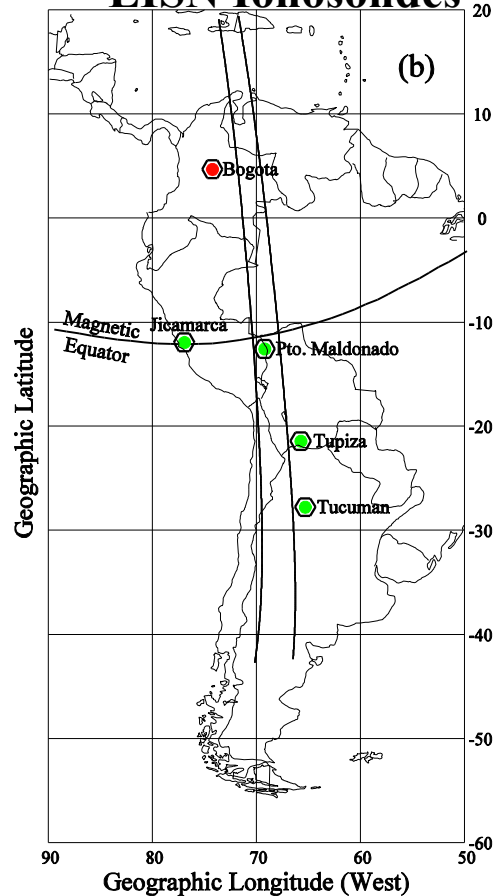 LISN Ionosondes
(b)
20
10
0
-10
-20
-30
-40
-50
-60
Bogota
Magnetic
Equator
Jicamarca
Pto. Maldonado
Tupiza
Tucuman
Geographic Latitude
90
80
70
60
50
Geographic Longitude (West)